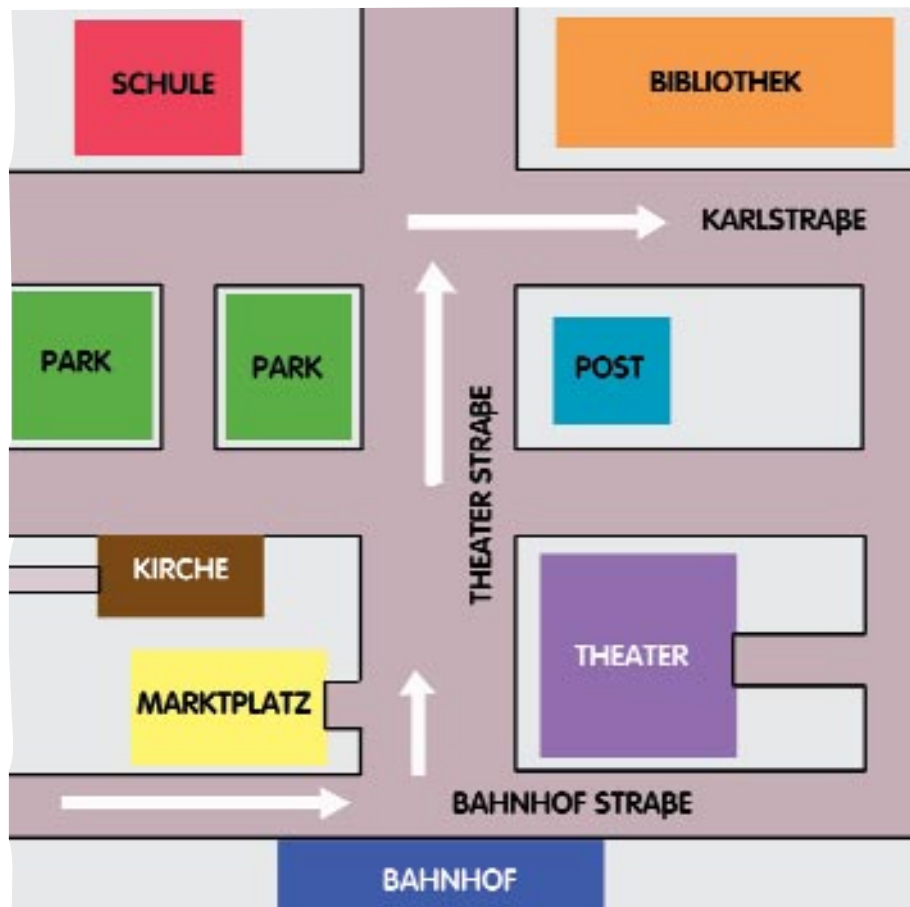 SCHULE
BIBLIOTHEK
KARLSTRAßE
PARK
PARK
POST
THEATER STRAßE
KIRCHE
THEATER
MARKTPLATZ
BAHNHOF STRAßE
BAHNHOF